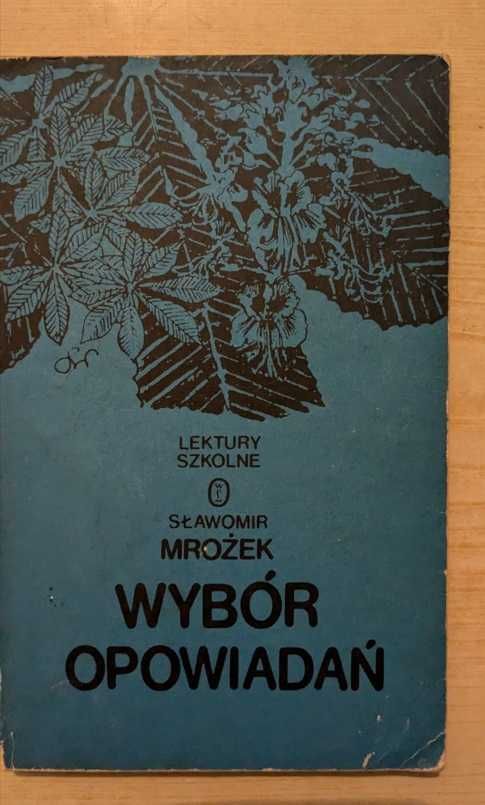 LEKTURY
SZKOLNE
SŁAWOMIR
MROŻEK
WYBÓR
OPOWIADAŃ